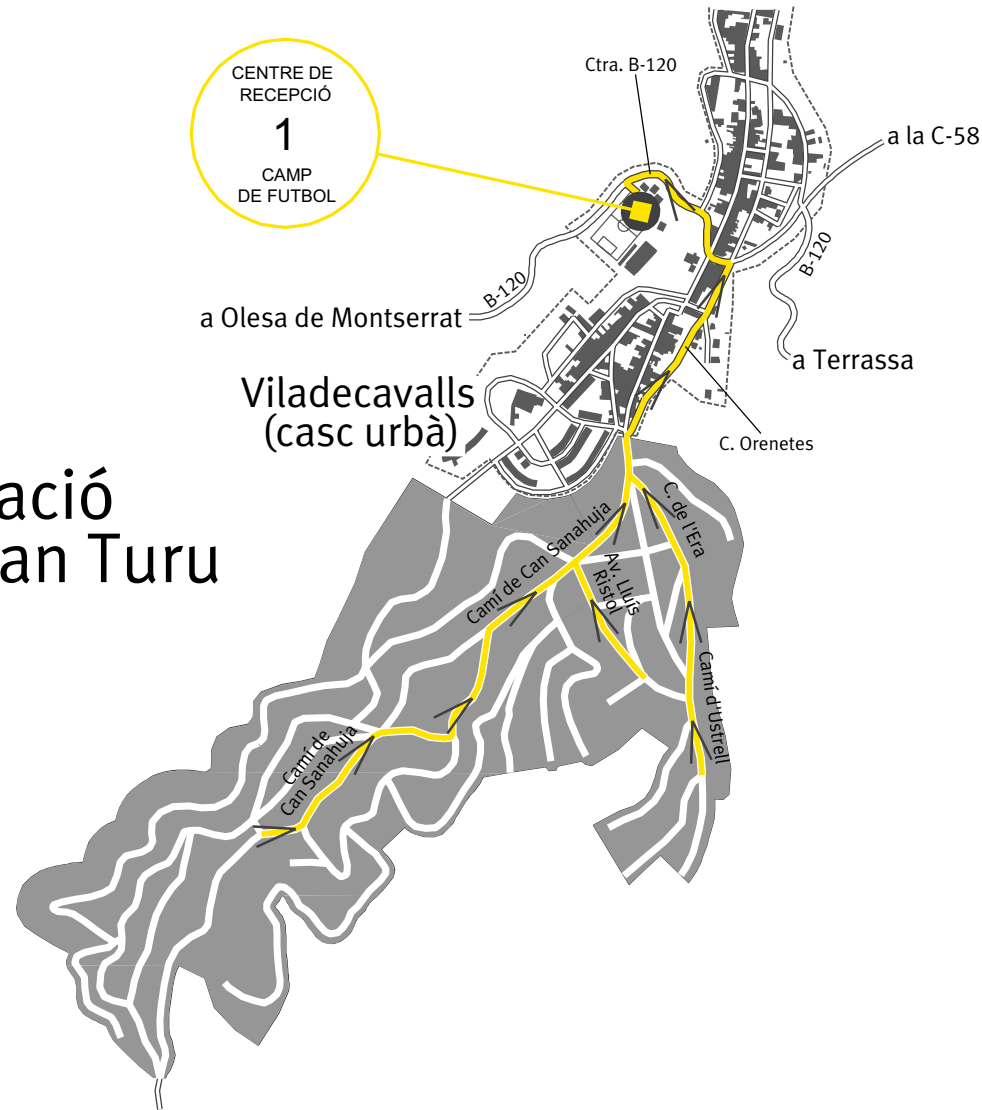 CENTRE DE
RECEPCIÓ
1
CAMP
DE FUTBOL
Ctra. B-120
a la C-58
B-120
B-120
a Olesa de Montserrat
a Terrassa
Viladecavalls
(casc urbà)
C. Orenetes
ació
an Turu
C. de l'Era
Camí de Can Sanahuja
Av. Lluís
Ristol
Camí d'Ustrell
Camí de
Can Sanahuja